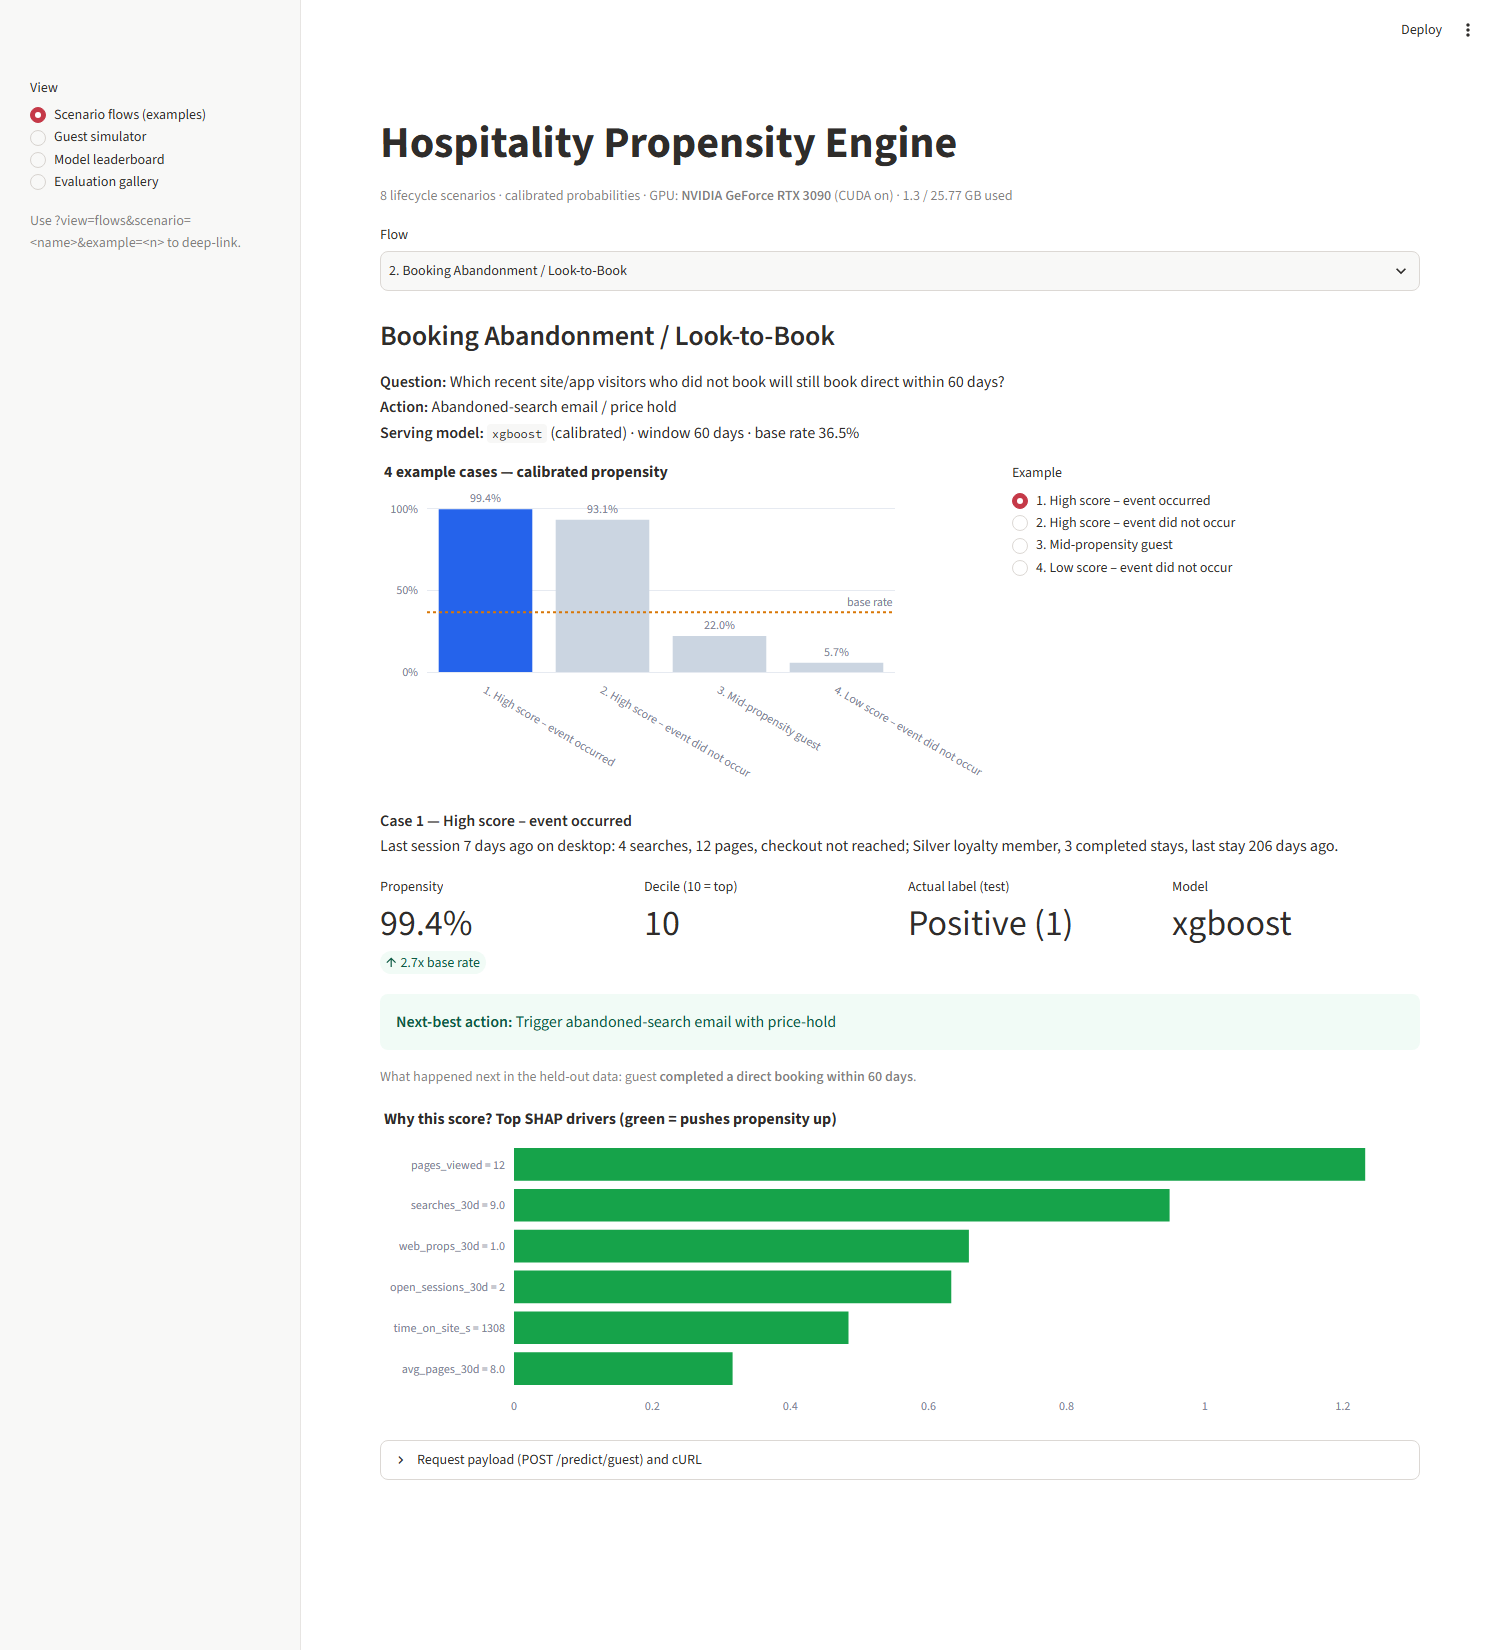 Deploy
View
Scenario flows (examples)
Guest simulator
Model leaderboard
Evaluation gallery
Use ?view=flows&scenario=
<name>&example=<n> to deep-link.
Hospitality Propensity Engine
8 lifecycle scenarios · calibrated probabilities · GPU: NVIDIA GeForce RTX 3090 (CUDA on) · 1.3 / 25.77 GB used
Flow
2. Booking Abandonment / Look-to-Book
Booking Abandonment / Look-to-Book
Question: Which recent site/app visitors who did not book will still book direct within 60 days?
Action: Abandoned-search email / price hold
Serving model: xgboost (calibrated) · window 60 days · base rate 36.5%
4 example cases — calibrated propensity
99.4%
93.1%
22.0%
5.7%
100%
50%
0%
base rate
1. High score – event occurred
2. High score – event did not occur
3. Mid-propensity guest
4. Low score – event did not occur
Example
1. High score – event occurred
2. High score – event did not occur
3. Mid-propensity guest
4. Low score – event did not occur
Case 1 — High score – event occurred
Last session 7 days ago on desktop: 4 searches, 12 pages, checkout not reached; Silver loyalty member, 3 completed stays, last stay 206 days ago.
Propensity
99.4%
↑ 2.7x base rate
Decile (10 = top)
10
Actual label (test)
Positive (1)
Model
xgboost
Next-best action: Trigger abandoned-search email with price-hold
What happened next in the held-out data: guest completed a direct booking within 60 days.
Why this score? Top SHAP drivers (green = pushes propensity up)
pages_viewed = 12
searches_30d = 9.0
web_props_30d = 1.0
open_sessions_30d = 2
time_on_site_s = 1308
avg_pages_30d = 8.0
0 0.2 0.4 0.6 0.8 1 1.2
Request payload (POST /predict/guest) and cURL